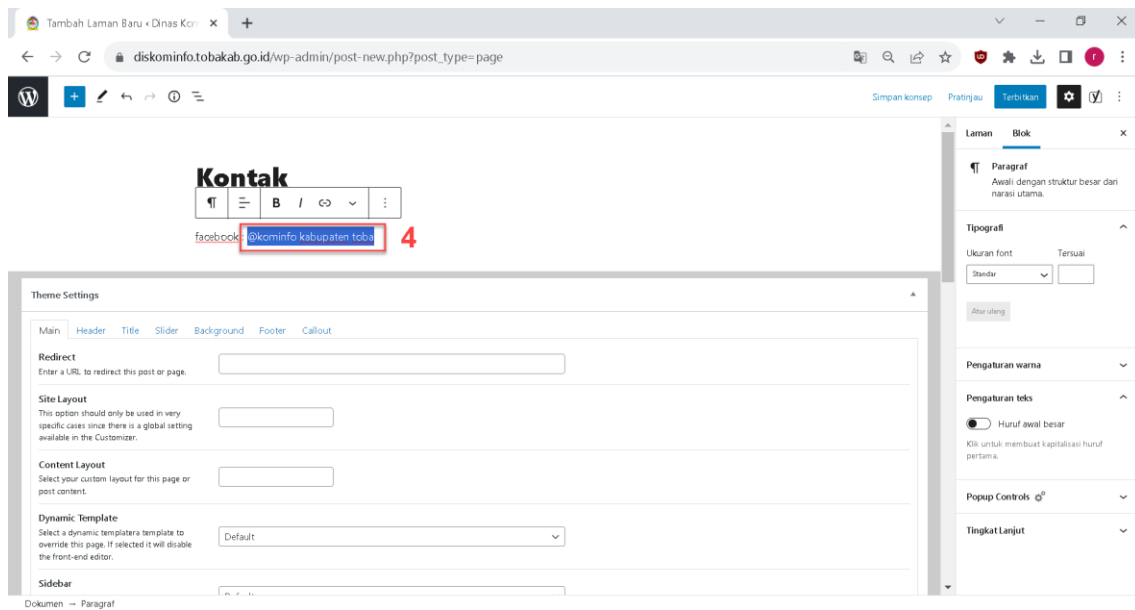 Tambah Laman Baru ‹ Dinas Kom
diskominfo.tobakab.go.id/wp-admin/post-new.php?post_type=page
r
Simpan konsep Pratinjau Terbitkan
Laman Blok
Kontak
Paragraf
Awali dengan struktur besar dari
narasi utama.
B I
facebook : @kominfo kabupaten toba 4
Tipografi
Ukuran font Tersuai
Standar
Atur ulang
Theme Settings
Main Header Title Slider Background Footer Callout
Redirect
Enter a URL to redirect this post or page.
Site Layout
This option should only be used in very
specific cases since there is a global setting
available in the Customizer.
Content Layout
Select your custom layout for this page or
post content.
Dynamic Template
Select a dynamic templatera template to
override this page. If selected it will disable
the front-end editor.
Default
Sidebar
Pengaturan warna
Pengaturan teks
Huruf awal besar
Klik untuk membuat kapitalisasi huruf
pertama.
Popup Controls
Tingkat Lanjut
Dokumen → Paragraf